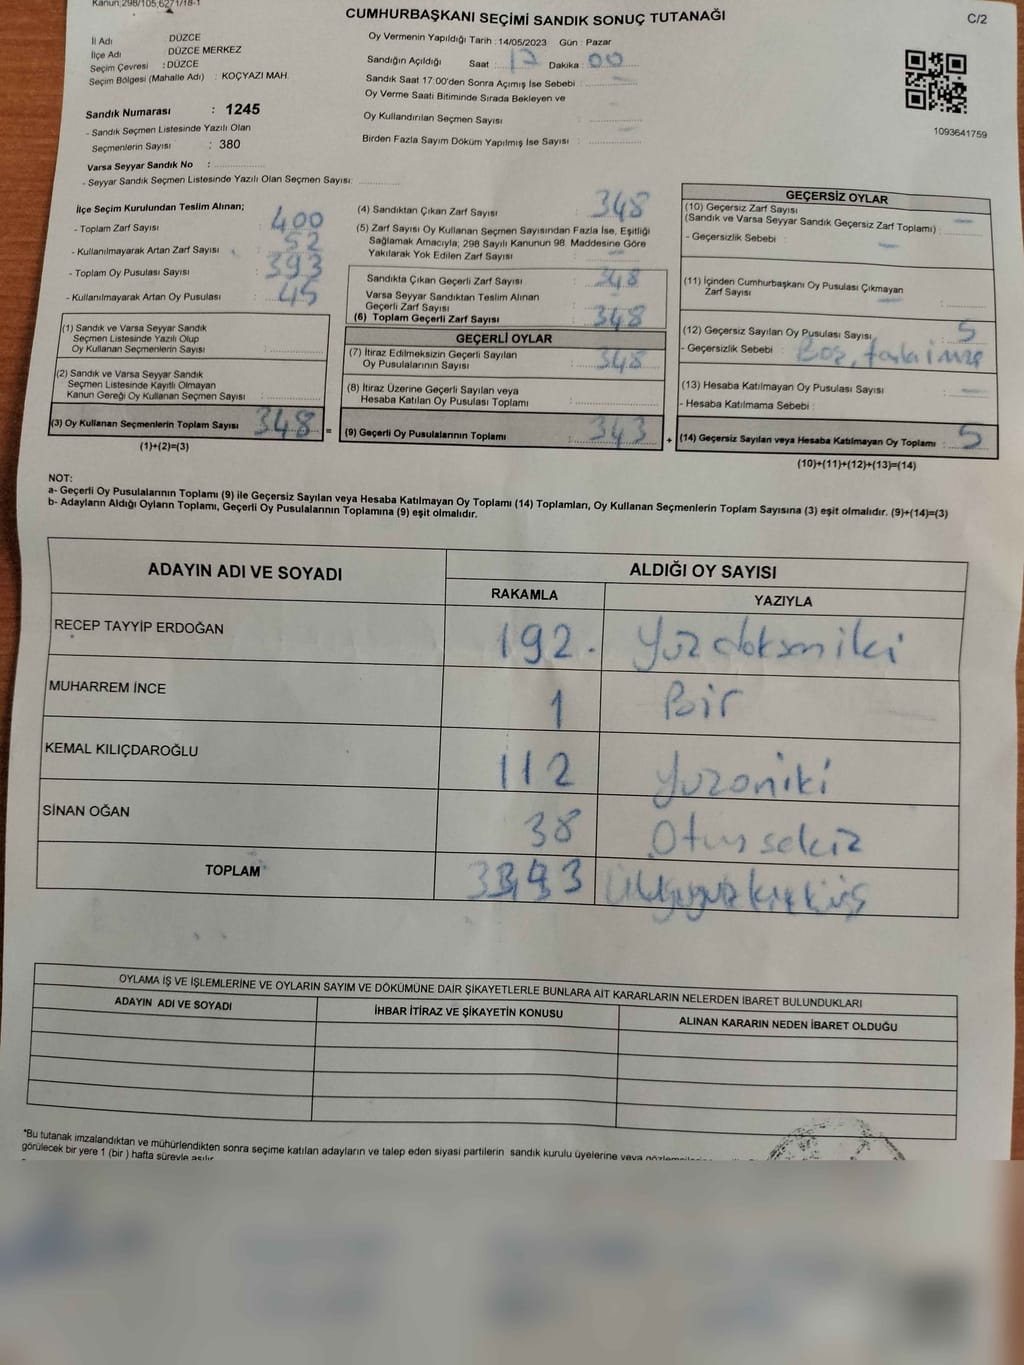 Kanun;298/105,6271/18-1
CUMHURBAŞKANI SEÇİMİ SANDIK SONUÇ TUTANAĞI
C/2
İl Adı DÜZCE
İlçe Adı : DÜZCE MERKEZ
Seçim Çevresi : DÜZCE
Seçim Bölgesi (Mahalle Adı) : KOÇYAZI MAH.
Oy Vermenin Yapıldığı Tarih : 14/05/2023 Gün : Pazar
Sandığın Açıldığı Saat : 17 Dakika : 00
Sandık Saat 17:00'den Sonra Açımış İse Sebebi :
Oy Verme Saati Bitiminde Sırada Bekleyen ve
Oy Kullandırılan Seçmen Sayısı :
Birden Fazla Sayım Döküm Yapılmış İse Sayısı :
1093641759
Sandık Numarası : 1245
- Sandık Seçmen Listesinde Yazılı Olan
Seçmenlerin Sayısı : 380
Varsa Seyyar Sandık No :
- Seyyar Sandık Seçmen Listesinde Yazılı Olan Seçmen Sayısı:
İlçe Seçim Kurulundan Teslim Alınan;
- Toplam Zarf Sayısı : 400
- Kullanılmayarak Artan Zarf Sayısı : 52
- Toplam Oy Pusulası Sayısı : 393
- Kullanılmayarak Artan Oy Pusulası : 45
(1) Sandık ve Varsa Seyyar Sandık
Seçmen Listesinde Yazılı Olup
Oy Kullanan Seçmenlerin Sayısı :
(2) Sandık ve Varsa Seyyar Sandık
Seçmen Listesinde Kayıtlı Olmayan
Kanun Gereği Oy Kullanan Seçmen Sayısı :
(3) Oy Kullanan Seçmenlerin Toplam Sayısı : 348 =
(1)+(2)=(3)
(4) Sandıktan Çıkan Zarf Sayısı : 348
(5) Zarf Sayısı Oy Kullanan Seçmen Sayısından Fazla İse, Eşitliği
Sağlamak Amacıyla; 298 Sayılı Kanunun 98. Maddesine Göre
Yakılarak Yok Edilen Zarf Sayısı :
Sandıkta Çıkan Geçerli Zarf Sayısı : 348
Varsa Seyyar Sandıktan Teslim Alınan
Geçerli Zarf Sayısı :
(6) Toplam Geçerli Zarf Sayısı : 348
GEÇERLİ OYLAR
(7) İtiraz Edilmeksizin Geçerli Sayılan
Oy Pusulalarının Sayısı : 348
(8) İtiraz Üzerine Geçerli Sayılan veya
Hesaba Katılan Oy Pusulası Toplamı :
(9) Geçerli Oy Pusulalarının Toplamı : 343 +
GEÇERSİZ OYLAR
(10) Geçersiz Zarf Sayısı
(Sandık ve Varsa Seyyar Sandık Geçersiz Zarf Toplamı) :
- Geçersizlik Sebebi :
(11) İçinden Cumhurbaşkanı Oy Pusulası Çıkmayan
Zarf Sayısı :
(12) Geçersiz Sayılan Oy Pusulası Sayısı : 5
- Geçersizlik Sebebi : Boş, fazla imza
(13) Hesaba Katılmayan Oy Pusulası Sayısı :
- Hesaba Katılmama Sebebi :
(14) Geçersiz Sayılan veya Hesaba Katılmayan Oy Toplamı : 5
(10)+(11)+(12)+(13)=(14)
NOT:
a- Geçerli Oy Pusulalarının Toplamı (9) ile Geçersiz Sayılan veya Hesaba Katılmayan Oy Toplamı (14) Toplamları, Oy Kullanan Seçmenlerin Toplam Sayısına (3) eşit olmalıdır. (9)+(14)=(3)
b- Adayların Aldığı Oyların Toplamı, Geçerli Oy Pusulalarının Toplamına (9) eşit olmalıdır.
ADAYIN ADI VE SOYADI
ALDIĞI OY SAYISI
RAKAMLA YAZIYLA
RECEP TAYYİP ERDOĞAN 192. Yüzdoksaniki
MUHARREM İNCE 1 Bir
KEMAL KILIÇDAROĞLU 112 Yuzoniki
SİNAN OĞAN 38 Otuz sekiz
TOPLAM
OYLAMA İŞ VE İŞLEMLERİNE VE OYLARIN SAYIM VE DÖKÜMÜNE DAİR ŞİKAYETLERLE BUNLARA AİT KARARLARIN NELERDEN İBARET BULUNDUKLARI
ADAYIN ADI VE SOYADI İHBAR İTİRAZ VE ŞİKAYETİN KONUSU ALINAN KARARIN NEDEN İBARET OLDUĞU
*Bu tutanak imzalandıktan ve mühürlendikten sonra seçime katılan adayların ve talep eden siyasi partilerin sandık kurulu üyelerine veya
görülecek bir yere 1 (bir ) hafta süreyle asılır.